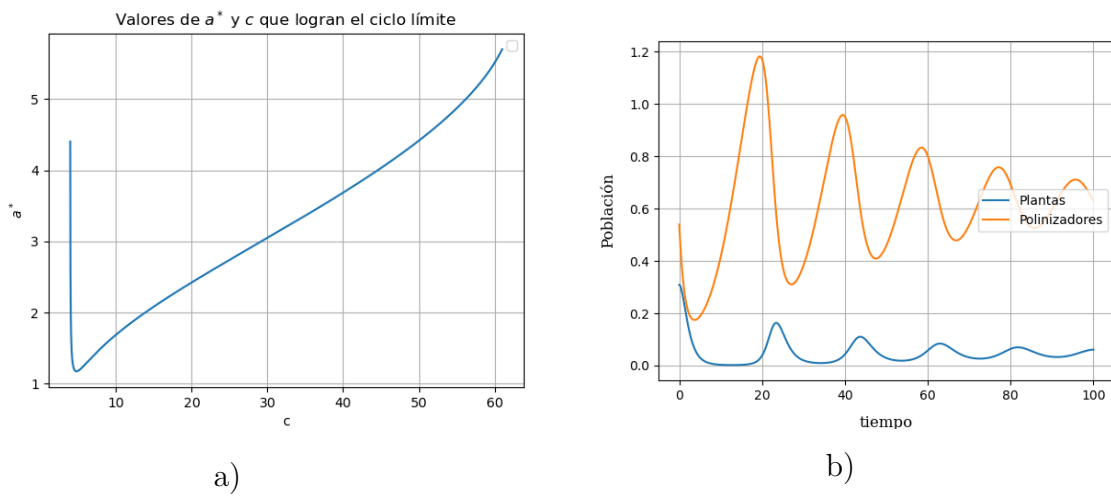 Valores de a* y c que logran el ciclo límite
a*
5
4
3
2
1
10 20 30 40 50 60
c
a)
Población
1.2
1.0
0.8
0.6
0.4
0.2
0.0
Plantas
Polinizadores
0 20 40 60 80 100
tiempo
b)